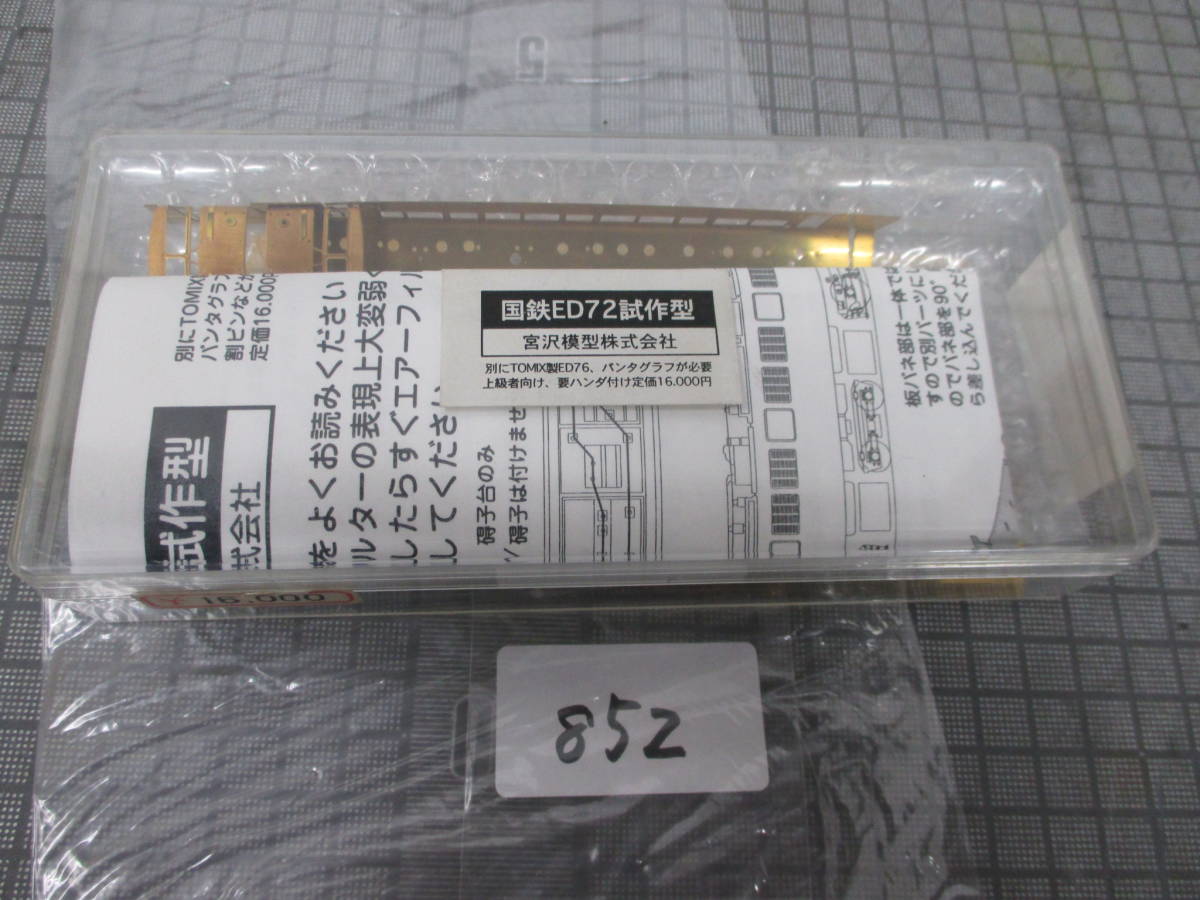 国鉄ED72試作型
宮沢模型株式会社
別にTOMIX製ED76、パンタグラフが必要
上級者向け、要ハンダ付け定価16.000円
別にTOMIX
パンタグラフ
割ピンなどが
定価16.000円
試作型
式会社
をよくお読みください
ルターの表現上大変弱く
したらすぐエアーフィル
してください
碍子台のみ
碍子は付けませ
板バネ部は一体で
すので別パーツにし
のでバネ部を90°
ら差し込んでくだ
¥ 16,000
852
5